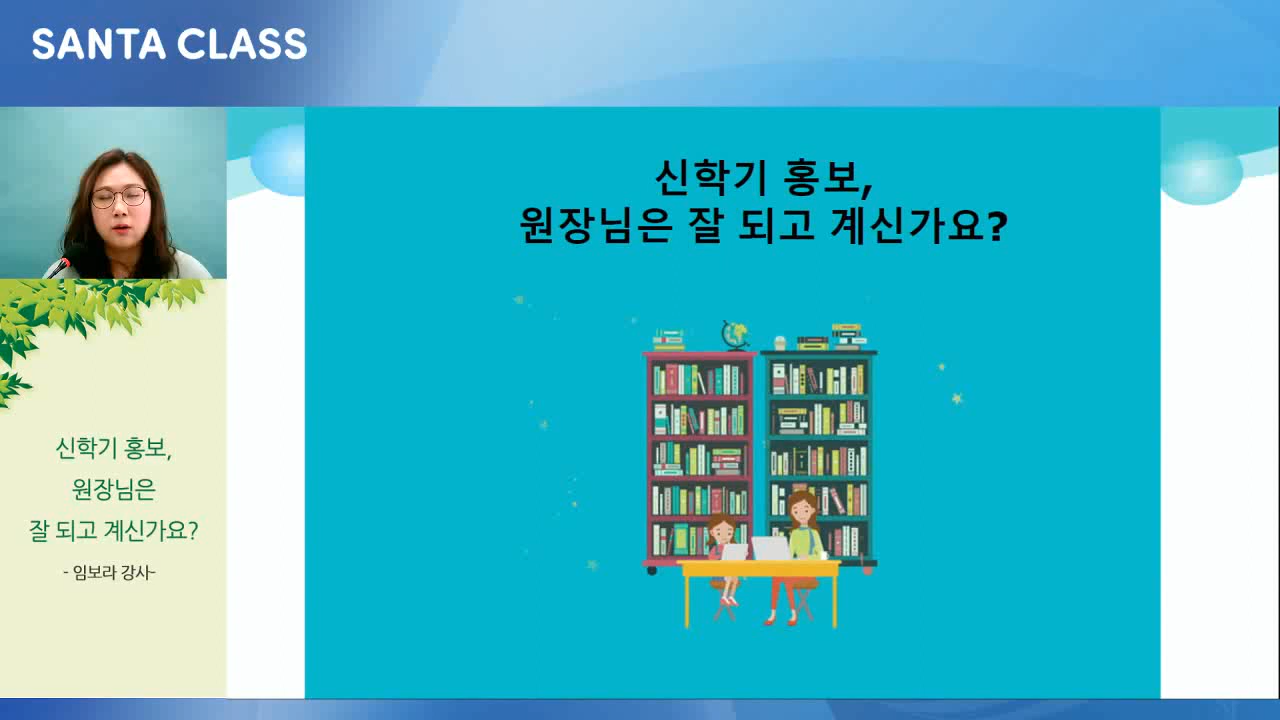 SANTA CLASS
신학기 홍보,
원장님은 잘 되고 계신가요?
신학기 홍보,
원장님은
잘 되고 계신가요?
- 임보라 강사-